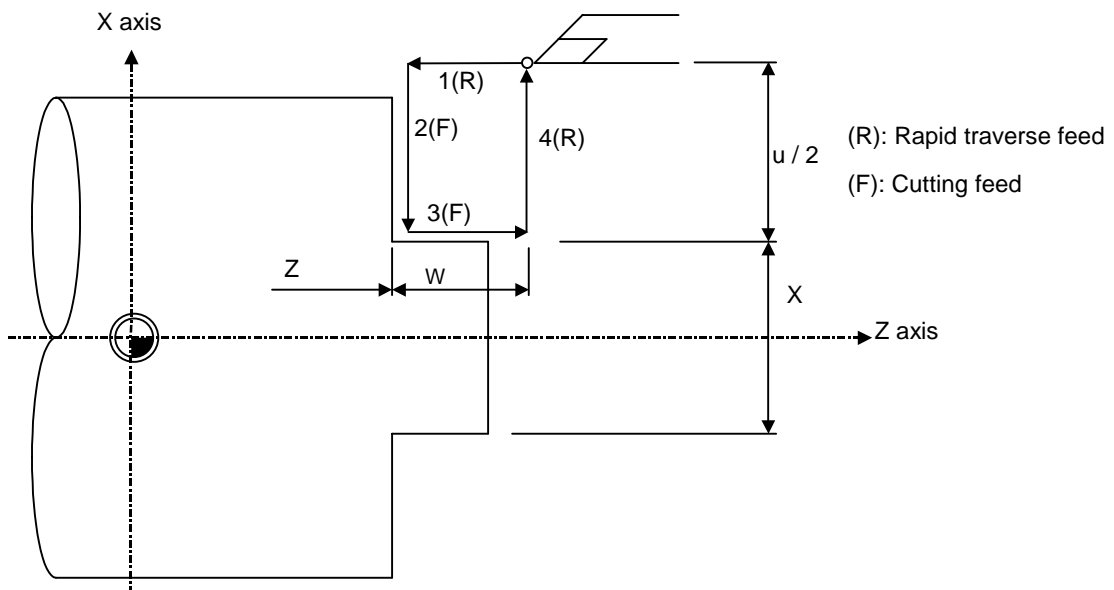 X axis
1(R)
2(F)
4(R)
u / 2
(R): Rapid traverse feed
(F): Cutting feed
3(F)
Z
W
X
Z axis